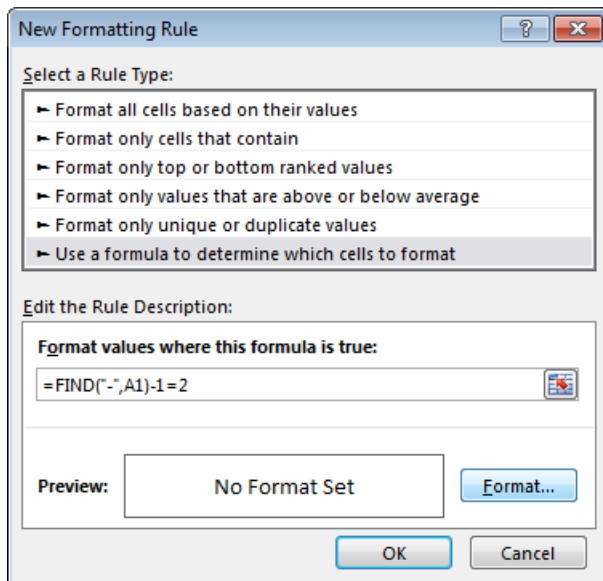 New Formatting Rule
Select a Rule Type:
► Format all cells based on their values
► Format only cells that contain
► Format only top or bottom ranked values
► Format only values that are above or below average
► Format only unique or duplicate values
► Use a formula to determine which cells to format
Edit the Rule Description:
Format values where this formula is true:
=FIND("-",A1)-1=2
Preview: No Format Set Format...
OK Cancel